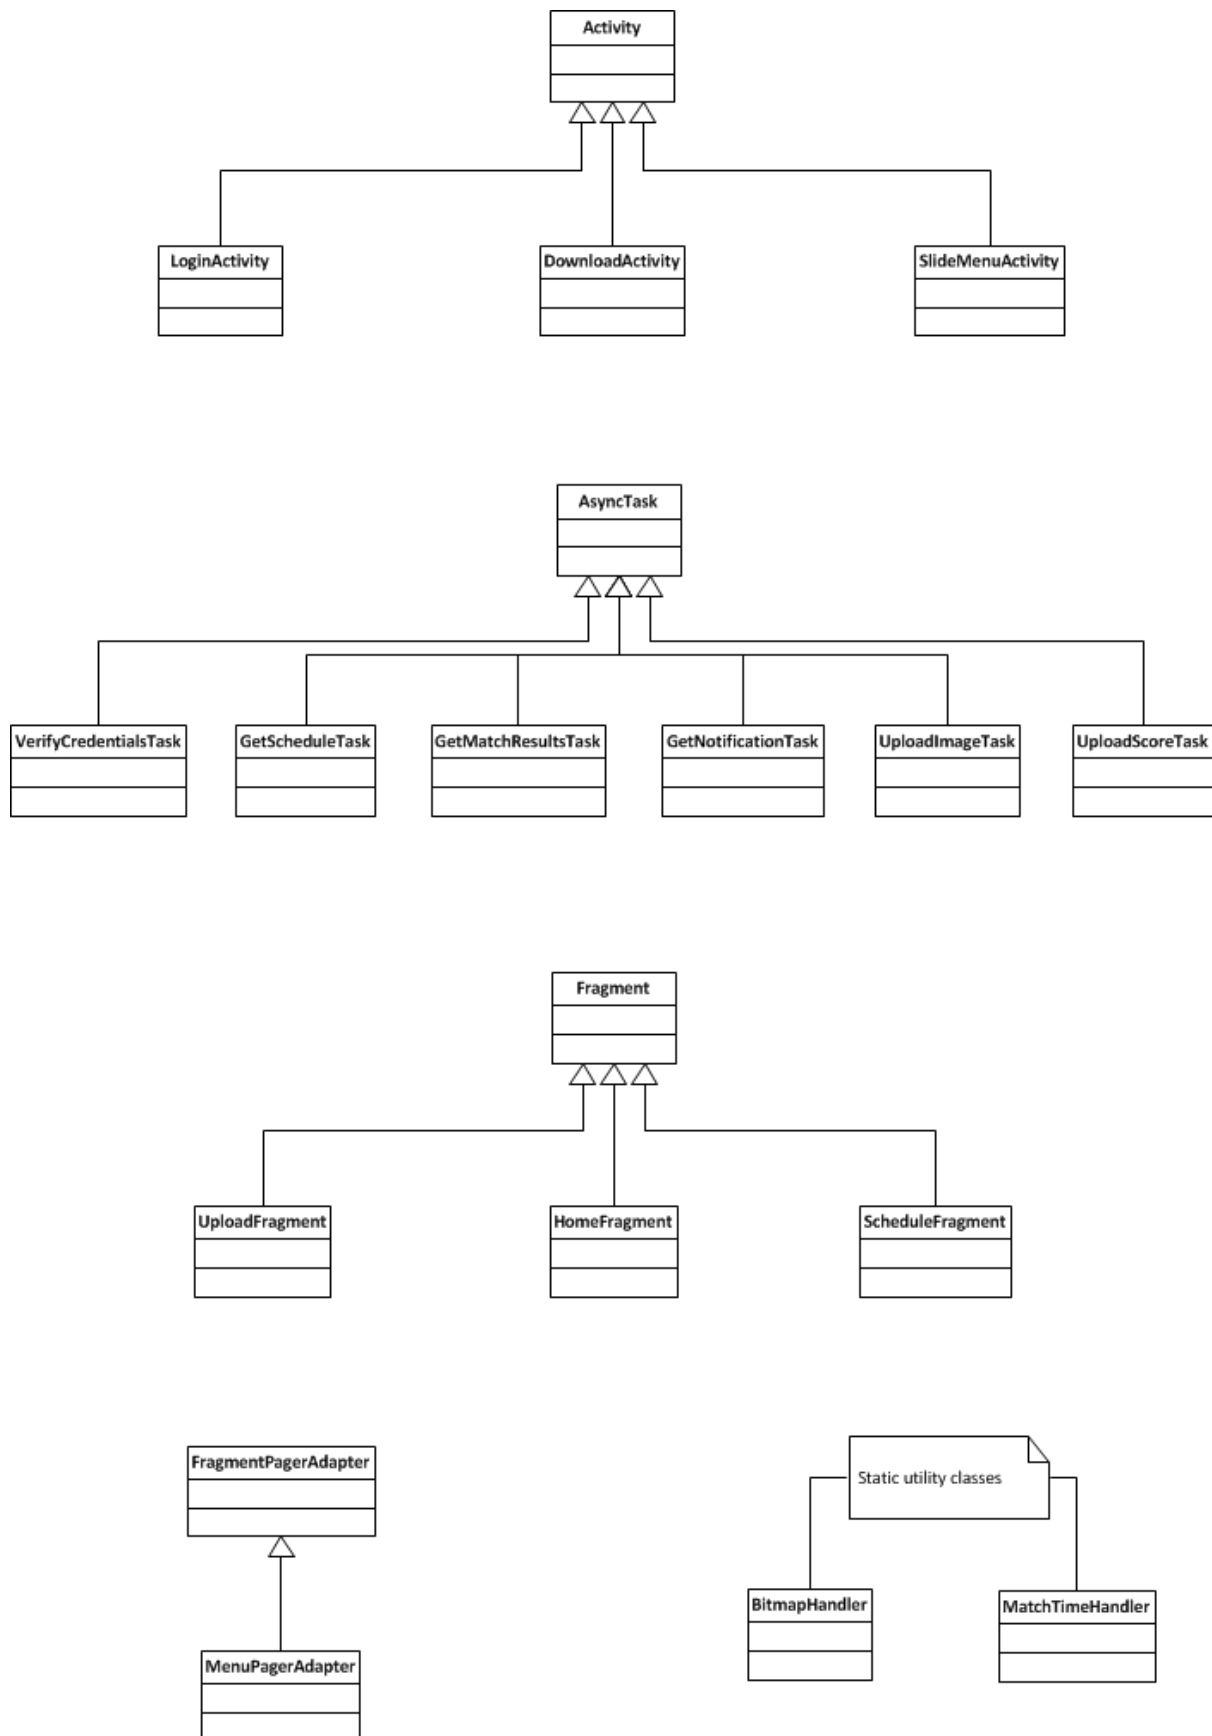 Activity
LoginActivity
DownloadActivity
SlideMenuActivity
AsyncTask
VerifyCredentialsTask
GetScheduleTask
GetMatchResultsTask
GetNotificationTask
UploadImageTask
UploadScoreTask
Fragment
UploadFragment
HomeFragment
ScheduleFragment
FragmentPagerAdapter
Static utility classes
BitmapHandler
MatchTimeHandler
MenuPagerAdapter